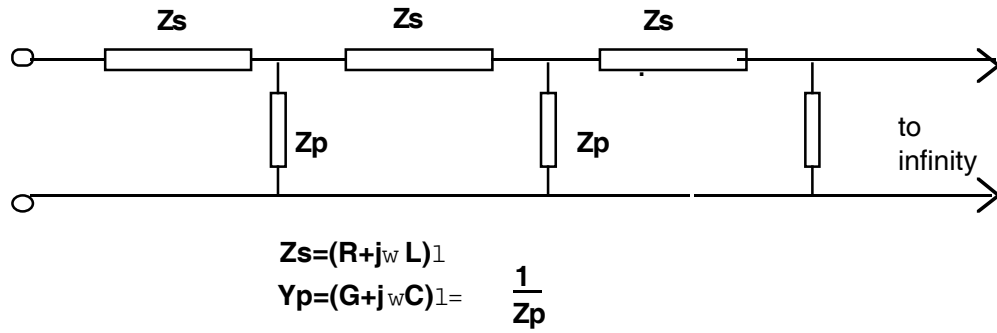 Zs Zs Zs
Zp Zp
to
infinity
Zs=(R+jw L)l
Yp=(G+jwC)l= 1
Zp